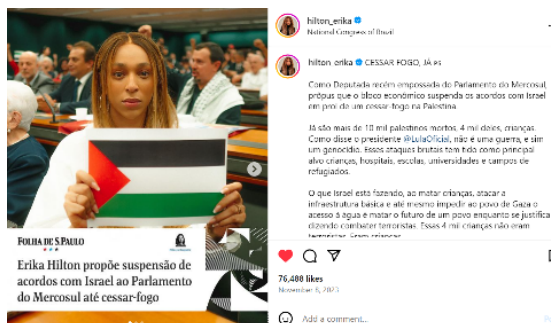 FOLHA DE S.PAULO
Erika Hilton propõe suspensão de
acordos com Israel ao Parlamento
do Mercosul até cessar-fogo
hilton_erika
National Congress of Brazil
hilton_erika CESSAR FOGO, JÁ
Como Deputada recém empossada do Parlamento do Mercosul,
própus que o bloco econômico suspenda os acordos com Israel
em prol de um cessar-fogo na Palestina.
Já são mais de 10 mil palestinos mortos, 4 mil deles, crianças.
Como disse o presidente @LulaOficial, não é uma guerra, e sim
um genocídio. Esses ataques brutais tem tido como principal
alvo crianças, hospitais, escolas, universidades e campos de
refugiados.
O que Israel está fazendo, ao matar crianças, atacar a
infraestrutura básica e até mesmo impedir ao povo de Gaza o
acesso à água e matar o futuro de um povo enquanto se justifica
dizendo combater terroristas. Essas 4 mil crianças não eram
terroristas. Eram crianças.
76,488 likes
November 8, 2023
Add a comment...